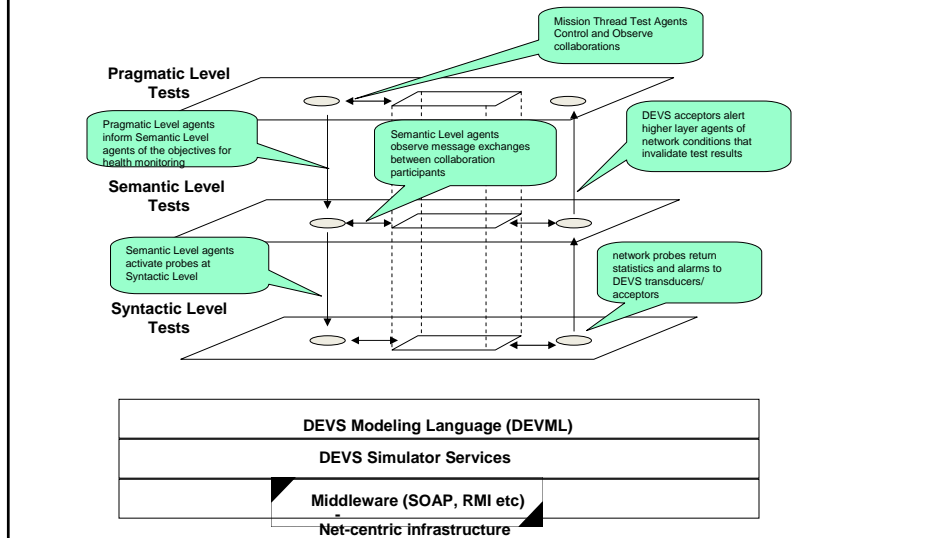 Mission Thread Test Agents
Control and Observe
collaborations
Pragmatic Level
Tests
Pragmatic Level agents
inform Semantic Level
agents of the objectives for
health monitoring
Semantic Level agents
observe message exchanges
between collaboration
participants
DEVS acceptors alert
higher layer agents of
network conditions that
invalidate test results
Semantic Level
Tests
Semantic Level agents
activate probes at
Syntactic Level
network probes return
statistics and alarms to
DEVS transducers/
acceptors
Syntactic Level
Tests
DEVS Modeling Language (DEVML)
DEVS Simulator Services
Middleware (SOAP, RMI etc)
-
Net-centric infrastructure